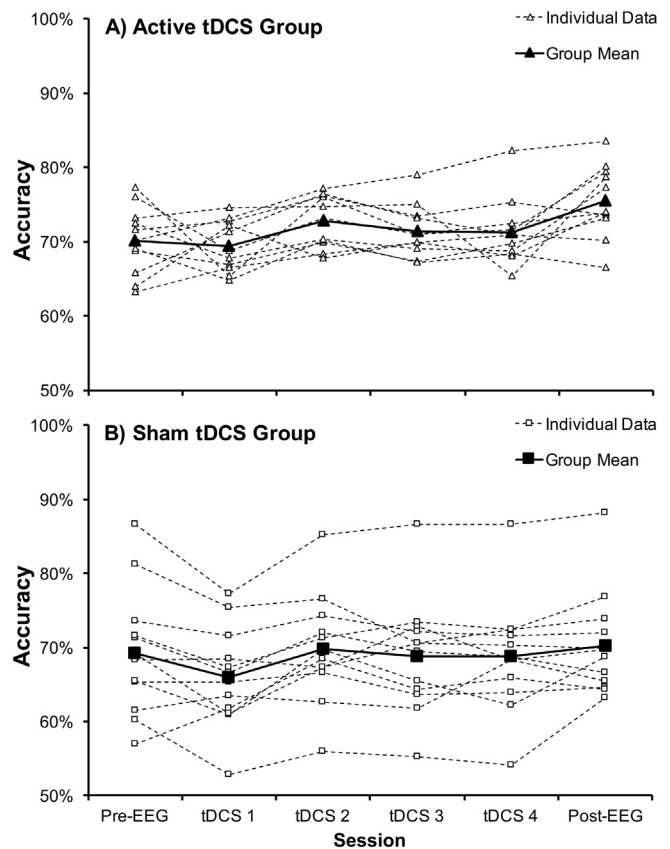 A) Active tDCS Group
Individual Data
Group Mean
Accuracy
100%
90%
80%
70%
60%
50%
B) Sham tDCS Group
Individual Data
Group Mean
Accuracy
100%
90%
80%
70%
60%
50%
Pre-EEG tDCS 1 tDCS 2 tDCS 3 tDCS 4 Post-EEG
Session